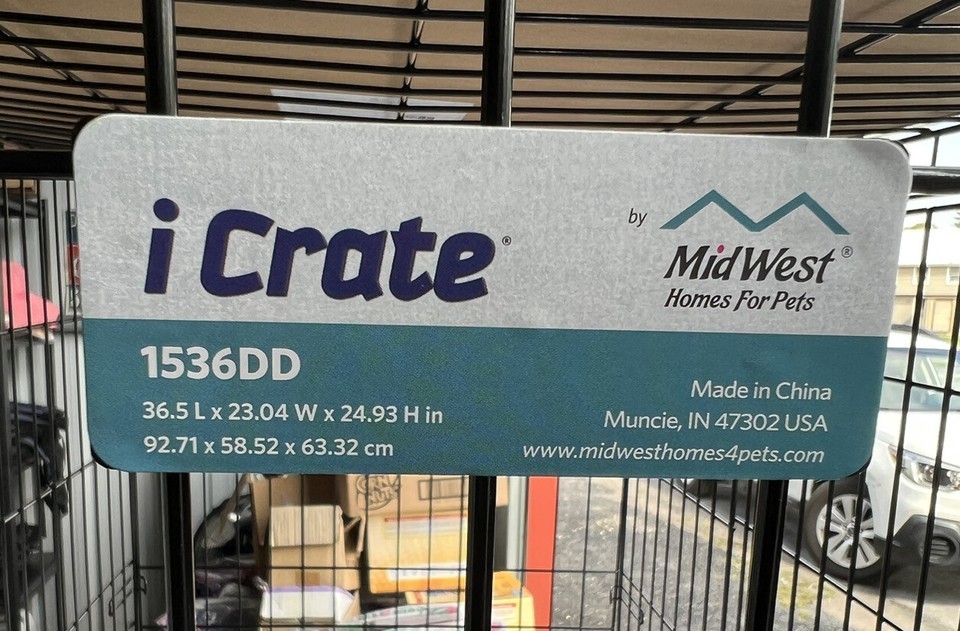 i Crate®
by
MidWest®
Homes For Pets
1536DD
36.5 L x 23.04 W x 24.93 H in
92.71 x 58.52 x 63.32 cm
Made in China
Muncie, IN 47302 USA
www.midwesthomes4pets.com